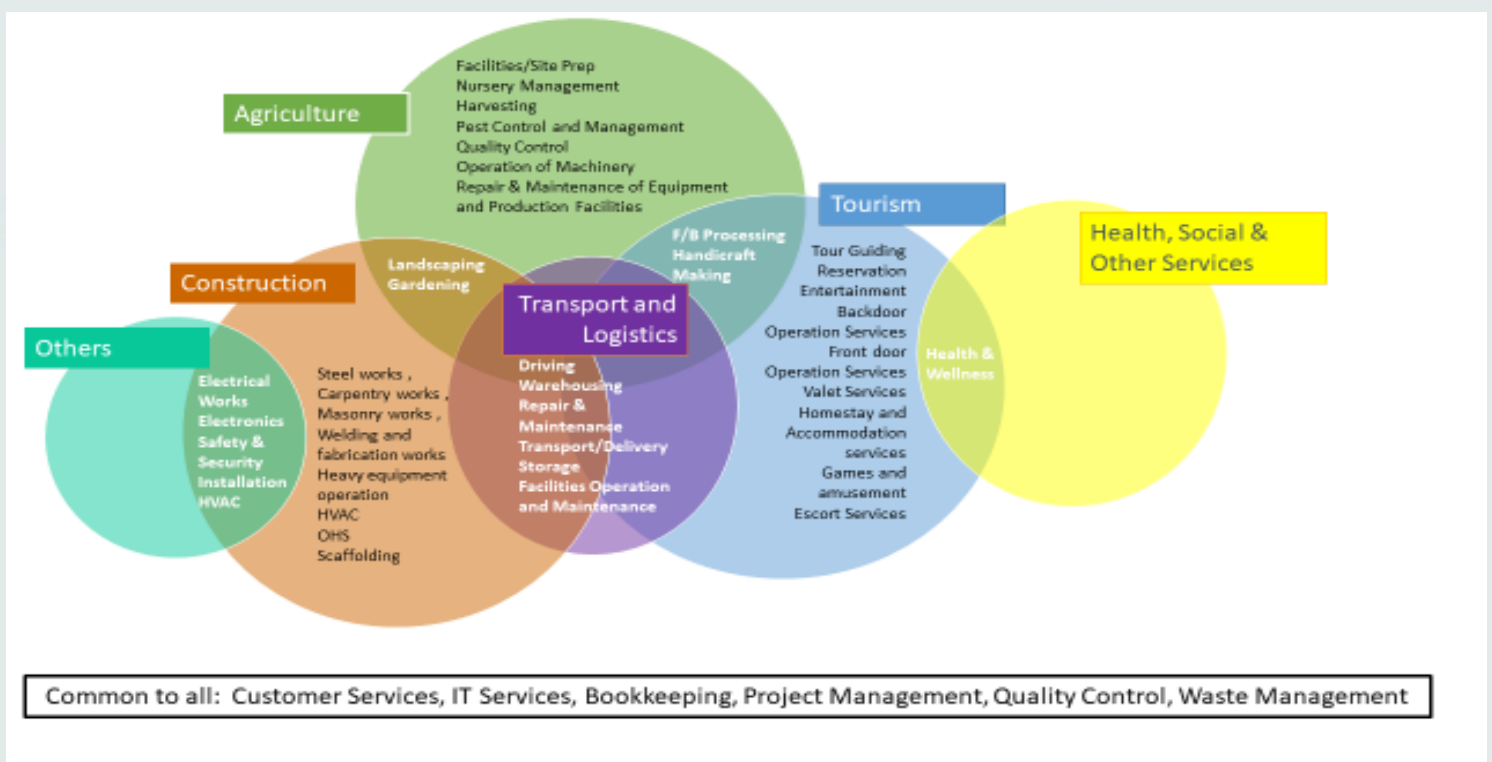 Agriculture
Facilities/Site Prep
Nursery Management
Harvesting
Pest Control and Management
Quality Control
Operation of Machinery
Repair & Maintenance of Equipment
and Production Facilities
Tourism
F/B Processing
Handicraft
Making
Tour Guiding
Reservation
Entertainment
Backdoor
Operation Services
Front door
Operation Services
Valet Services
Homestay and
Accommodation
services
Games and
amusement
Escort Services
Health, Social &
Other Services
Health &
Wellness
Construction
Landscaping
Gardening
Transport and
Logistics
Driving
Warehousing
Repair &
Maintenance
Transport/Delivery
Storage
Facilities Operation
and Maintenance
Others
Electrical
Works
Electronics
Safety &
Security
Installation
HVAC
Steel works ,
Carpentry works ,
Masonry works ,
Welding and
fabrication works
Heavy equipment
operation
HVAC
OHS
Scaffolding
Common to all: Customer Services, IT Services, Bookkeeping, Project Management, Quality Control, Waste Management